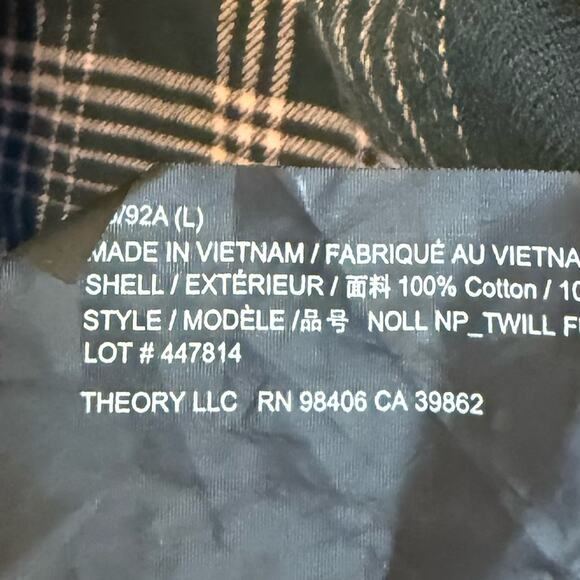 /92A (L)
MADE IN VIETNAM / FABRIQUÉ AU VIETNA
SHELL / EXTÉRIEUR / 面料 100% Cotton / 10
STYLE / MODÈLE /品号 NOLL NP_TWILL F
LOT # 447814
THEORY LLC RN 98406 CA 39862